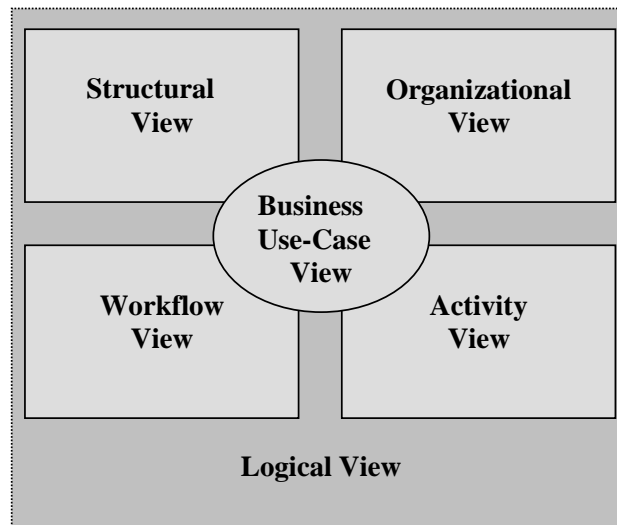 Structural
View
Organizational
View
Business
Use-Case
View
Workflow
View
Activity
View
Logical View